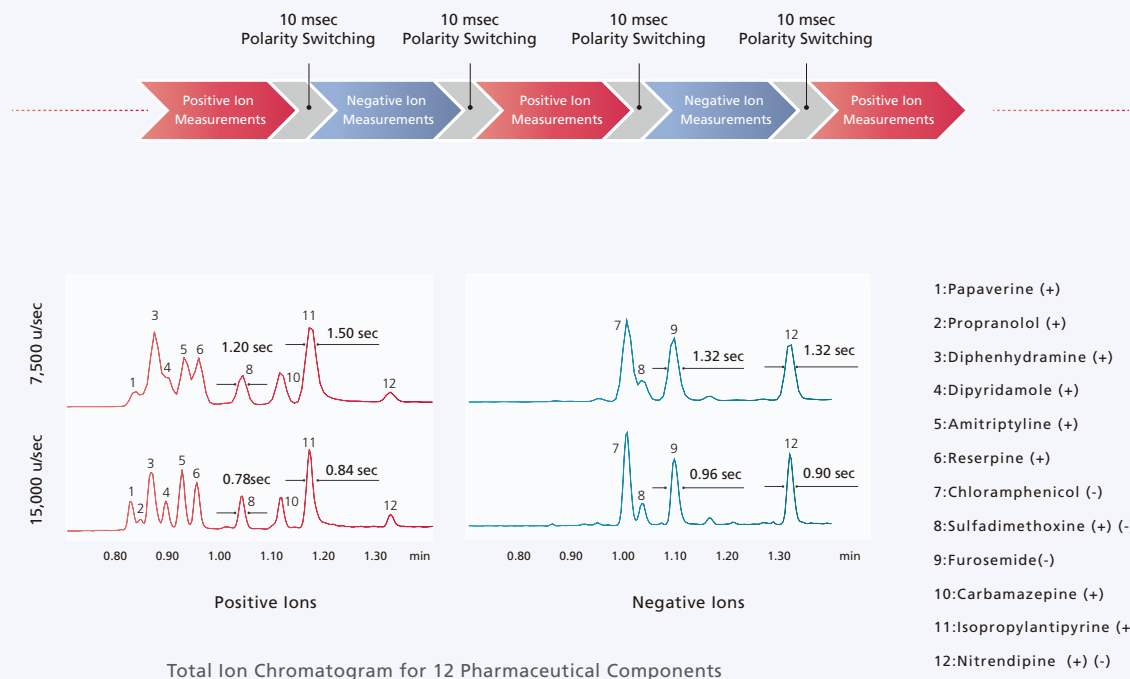 10 msec
Polarity Switching
10 msec
Polarity Switching
10 msec
Polarity Switching
10 msec
Polarity Switching
Positive Ion
Measurements
Negative Ion
Measurements
Positive Ion
Measurements
Negative Ion
Measurements
Positive Ion
Measurements
7,500 u/sec
1
3
4
5
6
1.20 sec
8
10
11
1.50 sec
12
7
8
9
1.32 sec
12
1.32 sec
15,000 u/sec
1
2
3
4
5
6
0.78sec
8
10
11
0.84 sec
12
7
8
9
0.96 sec
12
0.90 sec
0.80 0.90 1.00 1.10 1.20 1.30 min
0.80 0.90 1.00 1.10 1.20 1.30 min
Positive Ions
Negative Ions
1:Papaverine (+)
2:Propranolol (+)
3:Diphenhydramine (+)
4:Dipyridamole (+)
5:Amitriptyline (+)
6:Reserpine (+)
7:Chloramphenicol (-)
8:Sulfadimethoxine (+) (-
9:Furosemide(-)
10:Carbamazepine (+)
11:Isopropylantipyrine (+
12:Nitrendipine (+) (-)
Total Ion Chromatogram for 12 Pharmaceutical Components